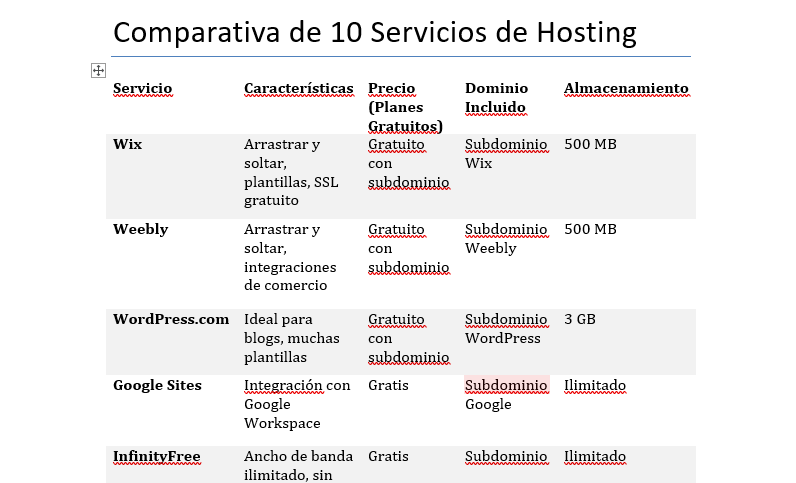 Comparativa de 10 Servicios de Hosting
Servicio Características Precio (Planes Gratuitos) Dominio Incluido Almacenamiento
Wix
Arrastrar y
soltar,
plantillas, SSL
gratuito
Gratuito
con
subdominio
Subdominio
Wix
500 MB
Weebly
Arrastrar y
soltar,
integraciones
de comercio
Gratuito
con
subdominio
Subdominio
Weebly
500 MB
WordPress.com
Ideal para
blogs, muchas
plantillas
Gratuito
con
subdominio
Subdominio
WordPress
3 GB
Google Sites
Integración con
Google
Workspace
Gratis
Subdominio
Google
Ilimitado
InfinityFree
Ancho de banda
ilimitado, sin
Gratis
Subdominio
Ilimitado